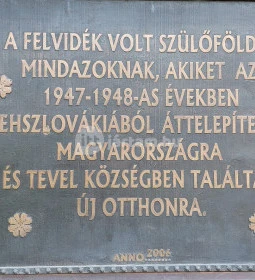 A FELVIDÉK VOLT SZÜLŐFÖLD
MINDAZOKNAK, AKIKET AZ
1947-1948-AS ÉVEKBEN
EHSZLOVÁKIÁBÓL ÁTTELEPÍTE
MAGYARORSZÁGRA
ÉS TEVEL KÖZSÉGBEN TALÁLTA
ÚJ OTTHONRA.
ANNO 2006